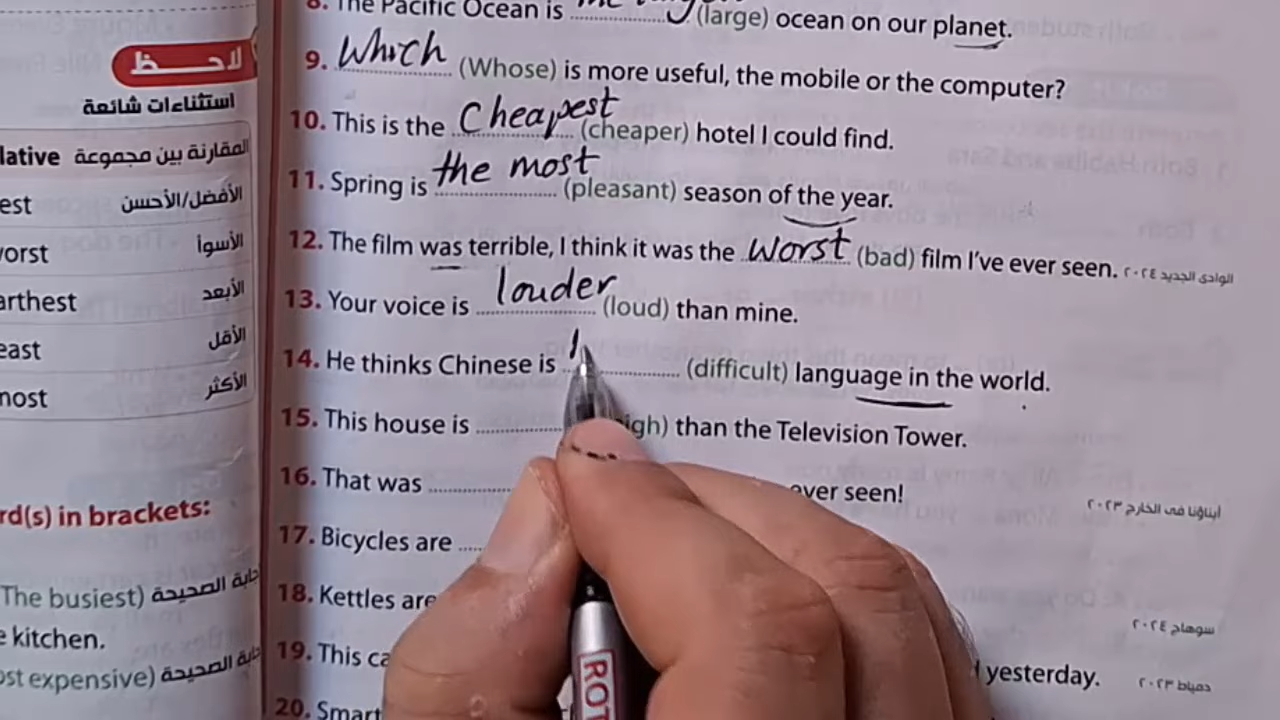 8. The Pacific Ocean is ............ (large) ocean on our planet.
لاحظ
9. Which (Whose) is more useful, the mobile or the computer?
استثناءات شائعة
10. This is the Cheapest (cheaper) hotel I could find.
lative المقارنة بين مجموعة
11. Spring is the most (pleasant) season of the year.
est الأفضل/الأحسن
12. The film was terrible, I think it was the worst (bad) film I've ever seen. الوادى الجديد ٢٠٢٤
orst الأسوأ
13. Your voice is louder (loud) than mine.
arthest الأبعد
14. He thinks Chinese is ............ (difficult) language in the world.
east الأقل
15. This house is ............ igh) than the Television Tower.
most الأكثر
16. That was ............ ever seen! أبناؤنا فى الخارج ٢٠٢٣
rd(s) in brackets:
17. Bicycles are ....
18. Kettles are
The busiest) جابة الصحيحة
سوهاج ٢٠٢٤
e kitchen.
19. This ca yesterday. دمياط ٢٠٢٣
ost expensive) جابة الصحيحة
20. Smart
ROT